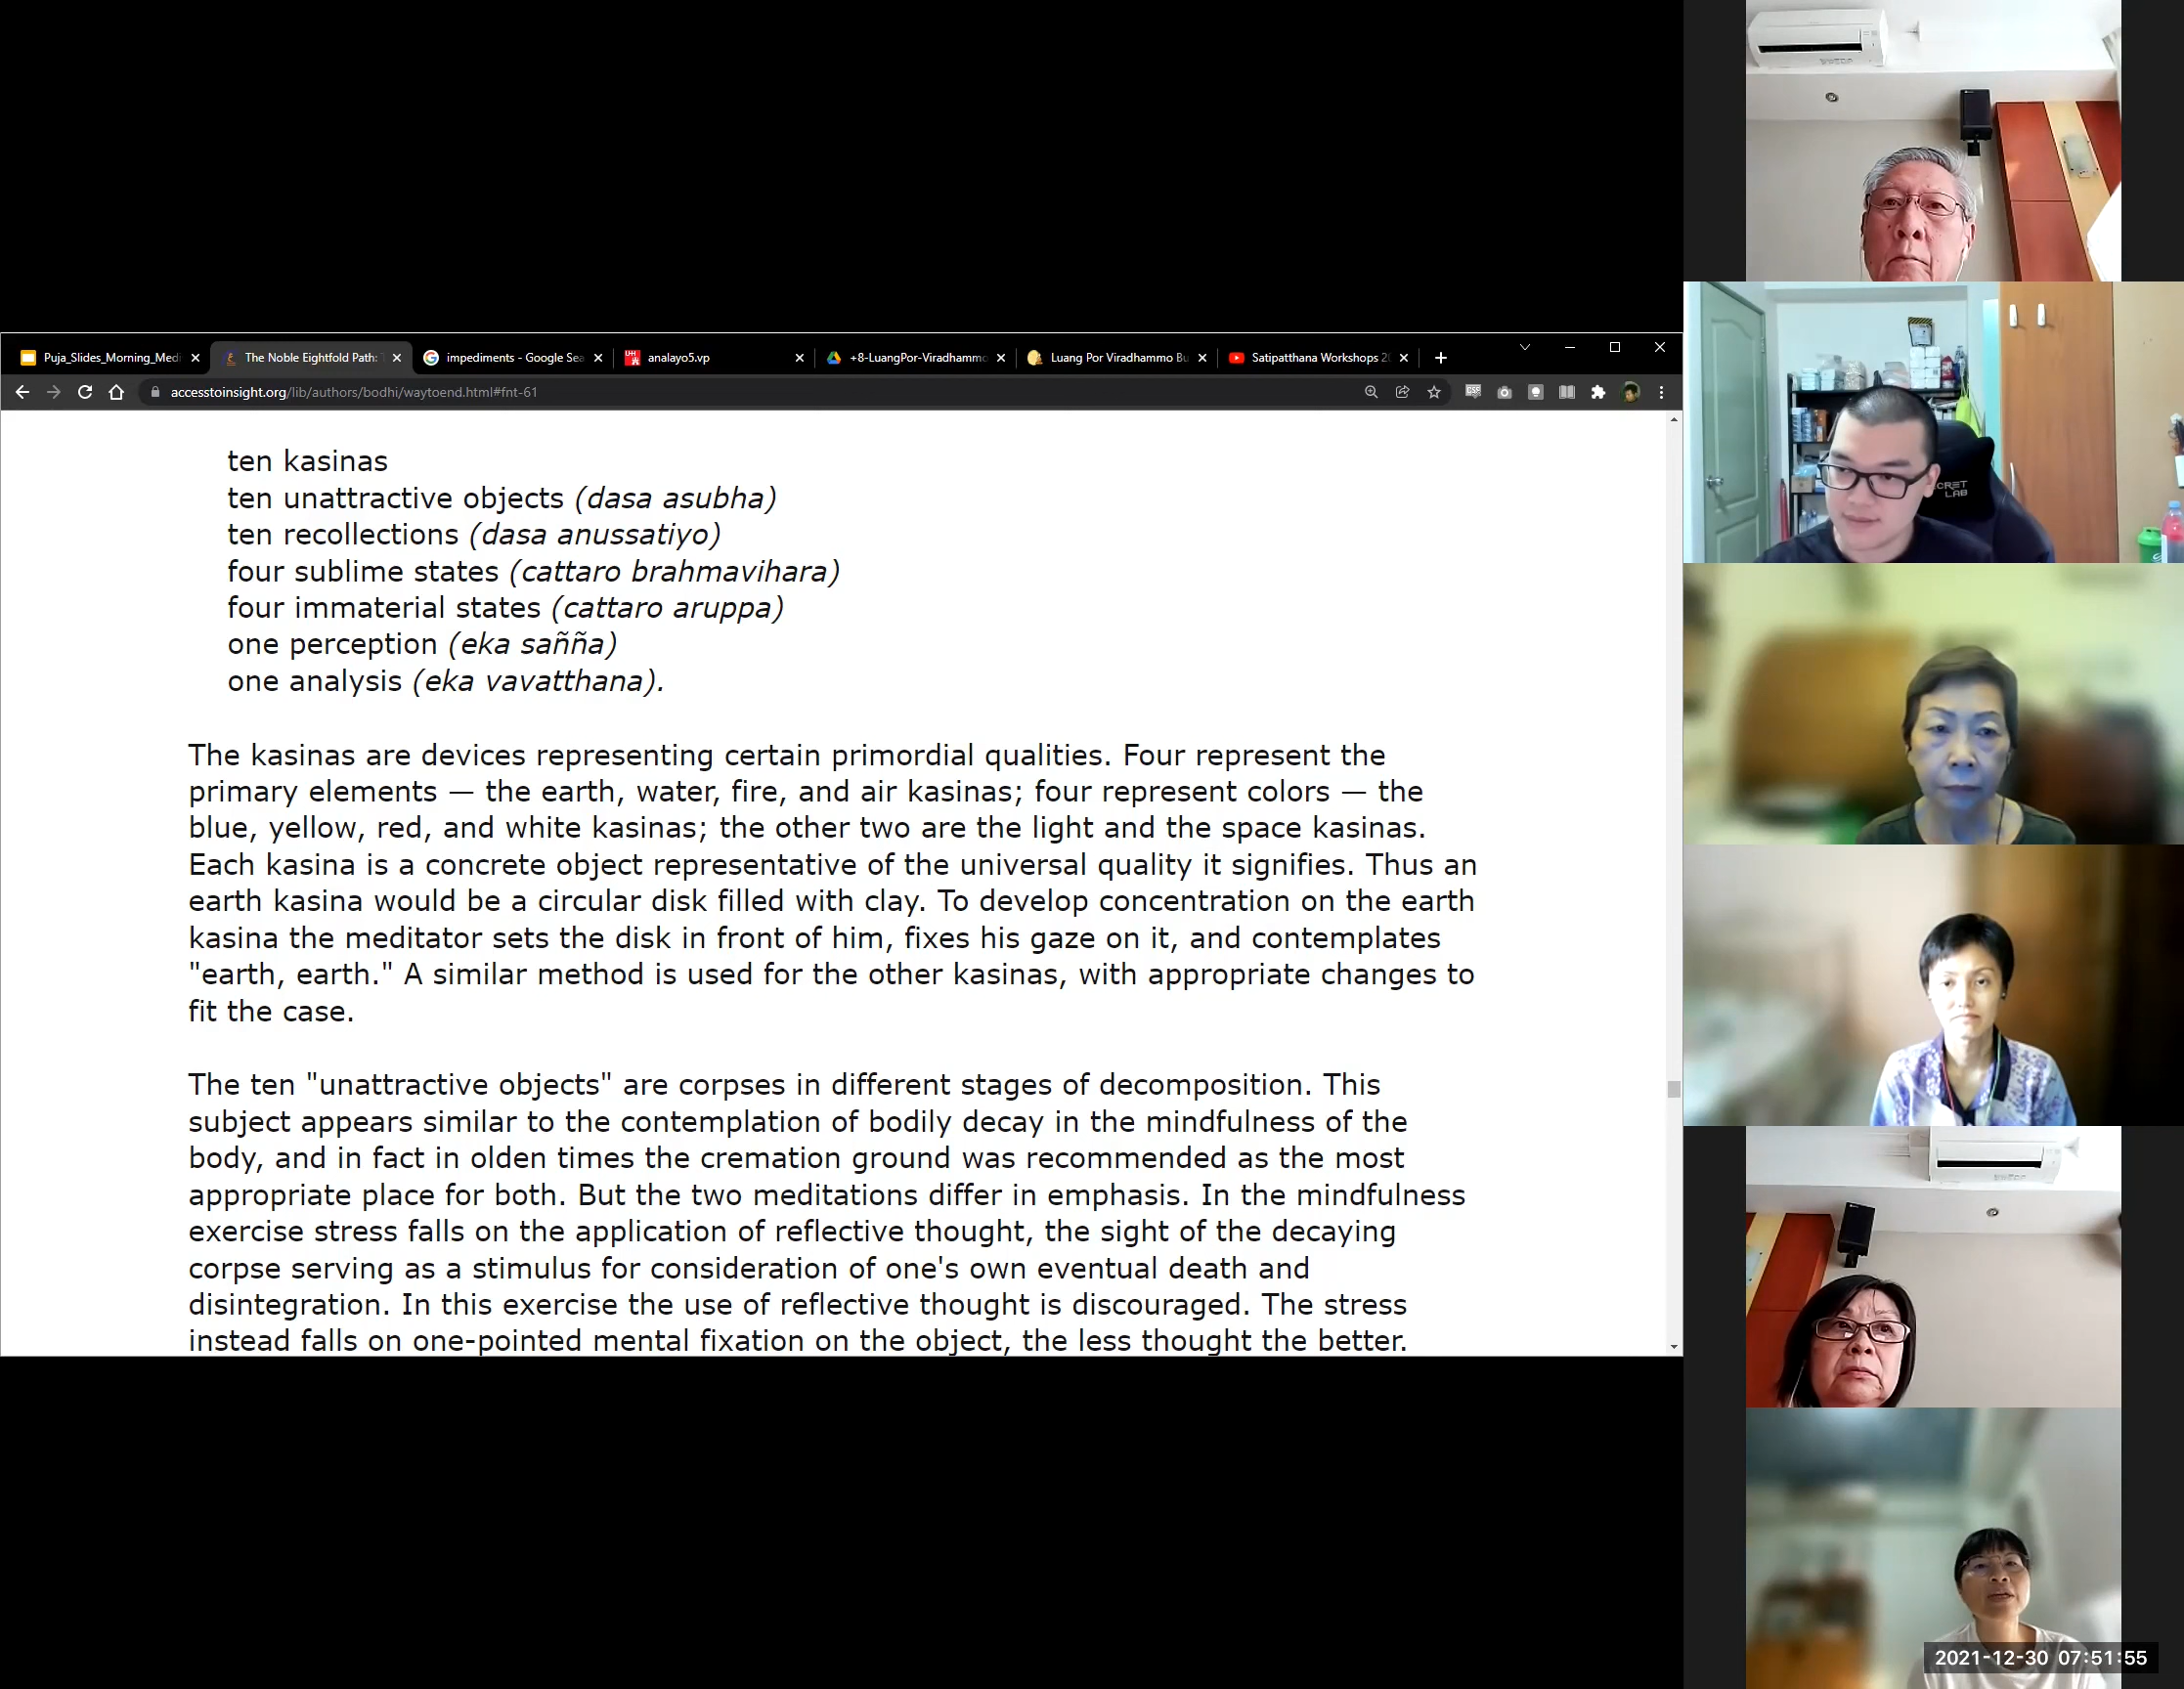 Puja_Slides_Morning_Medi
The Noble Eightfold Path:
impediments - Google Sea
analayo5.vp
+8-LuangPor-Viradhammo
Luang Por Viradhammo Bu
Satipatthana Workshops 2
accesstoinsight.org/lib/authors/bodhi/waytoend.html#fnt-61
ten kasinas
ten unattractive objects (dasa asubha)
ten recollections (dasa anussatiyo)
four sublime states (cattaro brahmavihara)
four immaterial states (cattaro aruppa)
one perception (eka sañña)
one analysis (eka vavatthana).
The kasinas are devices representing certain primordial qualities. Four represent the
primary elements — the earth, water, fire, and air kasinas; four represent colors — the
blue, yellow, red, and white kasinas; the other two are the light and the space kasinas.
Each kasina is a concrete object representative of the universal quality it signifies. Thus an
earth kasina would be a circular disk filled with clay. To develop concentration on the earth
kasina the meditator sets the disk in front of him, fixes his gaze on it, and contemplates
"earth, earth." A similar method is used for the other kasinas, with appropriate changes to
fit the case.
The ten "unattractive objects" are corpses in different stages of decomposition. This
subject appears similar to the contemplation of bodily decay in the mindfulness of the
body, and in fact in olden times the cremation ground was recommended as the most
appropriate place for both. But the two meditations differ in emphasis. In the mindfulness
exercise stress falls on the application of reflective thought, the sight of the decaying
corpse serving as a stimulus for consideration of one's own eventual death and
disintegration. In this exercise the use of reflective thought is discouraged. The stress
instead falls on one-pointed mental fixation on the object, the less thought the better.
CRET
LAB
2021-12-30 07:51:55